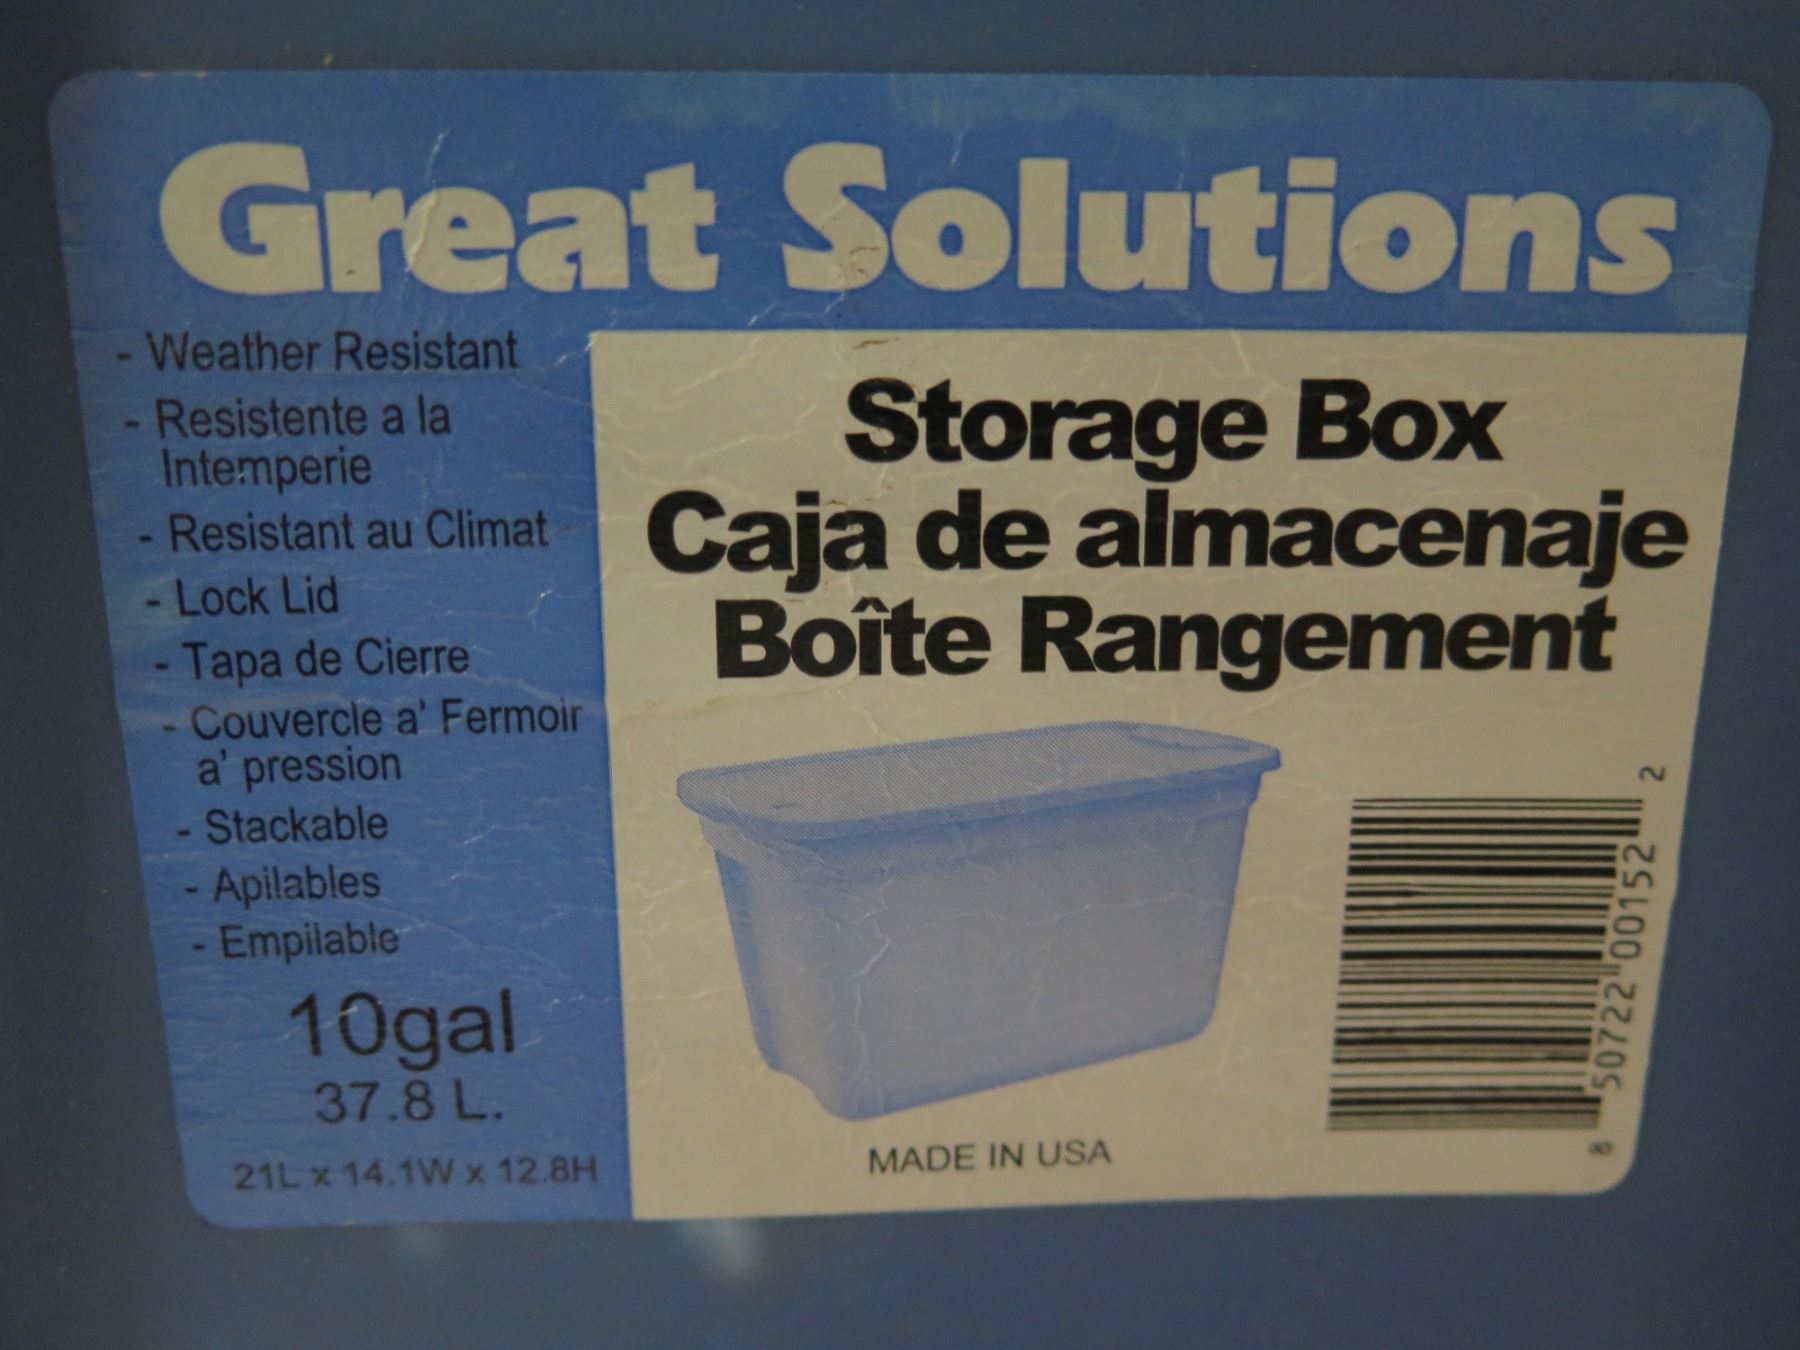 Great Solutions
- Weather Resistant
- Resistente a la
Intemperie
- Resistant au Climat
- Lock Lid
- Tapa de Cierre
- Couvercle a' Fermoir
a' pression
- Stackable
- Apilables
- Empilable
10gal
37.8 L.
21L x 14.1W x 12.8H
Storage Box
Caja de almacenaje
Boîte Rangement
MADE IN USA
8 50722 00152 2